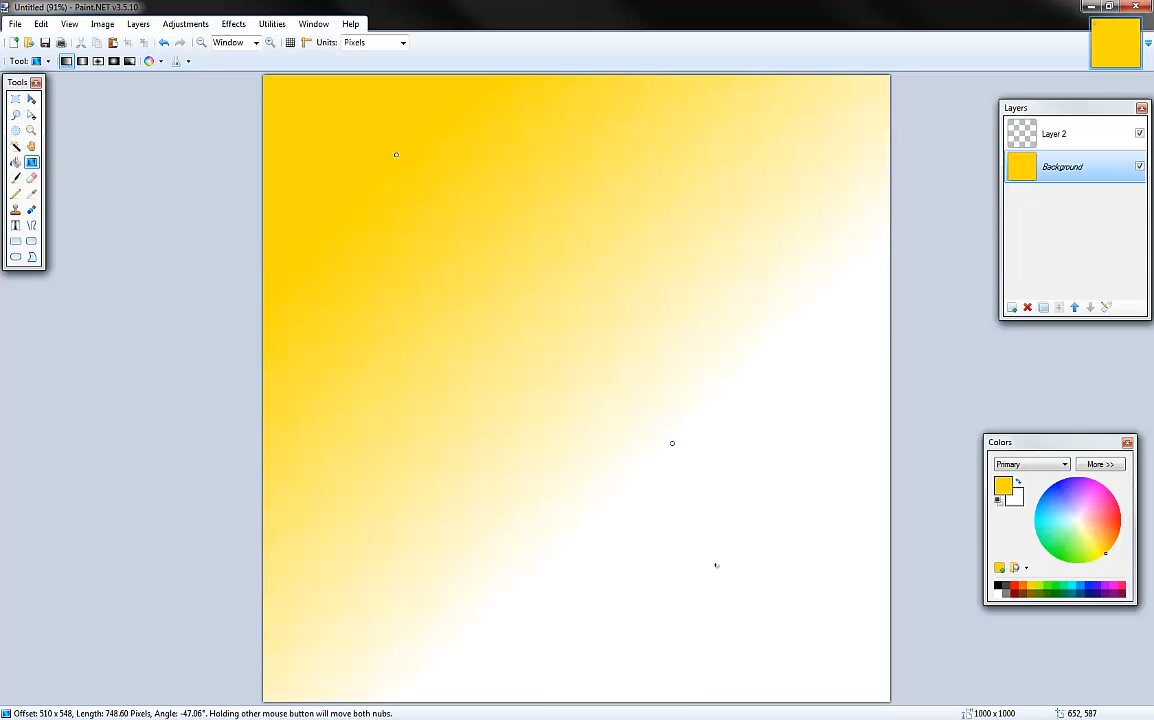 Untitled (91%) - Paint.NET v3.5.10
File Edit View Image Layers Adjustments Effects Utilities Window Help
Window Units: Pixels
Tool:
Tools
Layers
Layer 2
Background
Colors
Primary More >>
Offset: 510 x 548, Length: 748.60 Pixels, Angle: -47.06°. Holding other mouse button will move both nubs. 1000 x 1000 652, 587